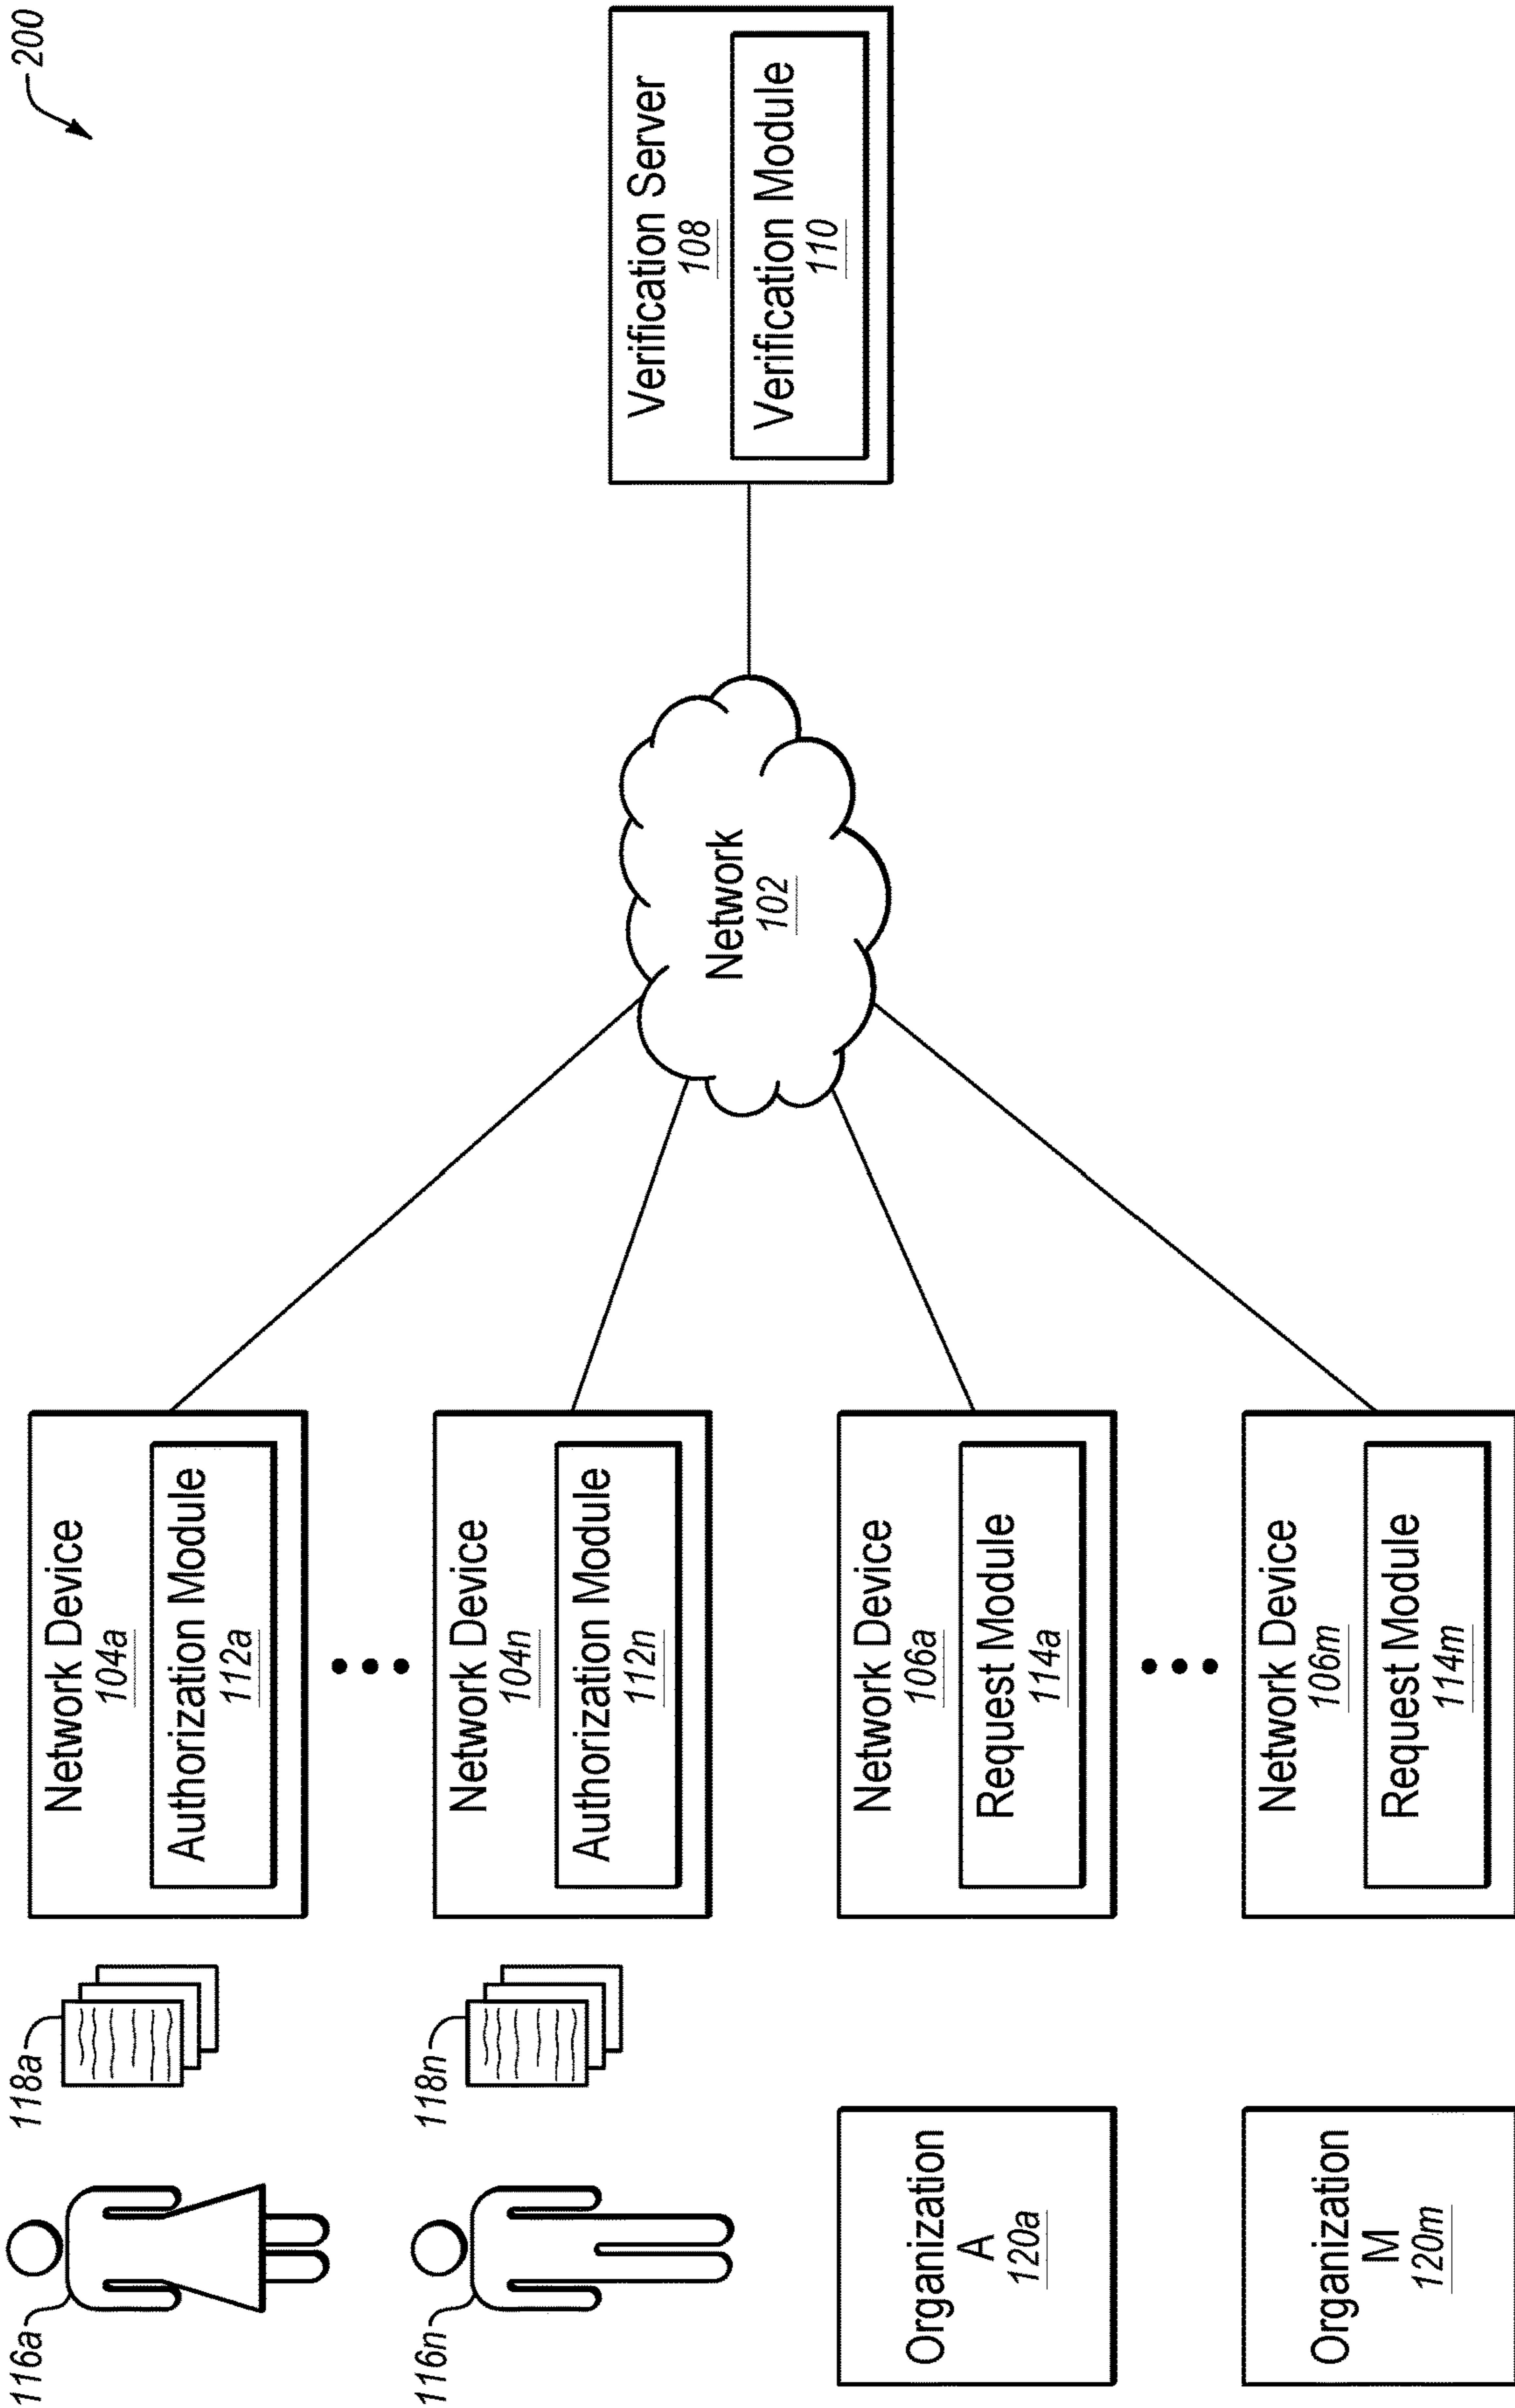 200
116a
118a
Network Device
104a
Authorization Module
112a
116n
118n
Network Device
104n
Authorization Module
112n
Network
102
Verification Server
108
Verification Module
110
Organization
A
120a
Network Device
106a
Request Module
114a
Organization
M
120m
Network Device
106m
Request Module
114m